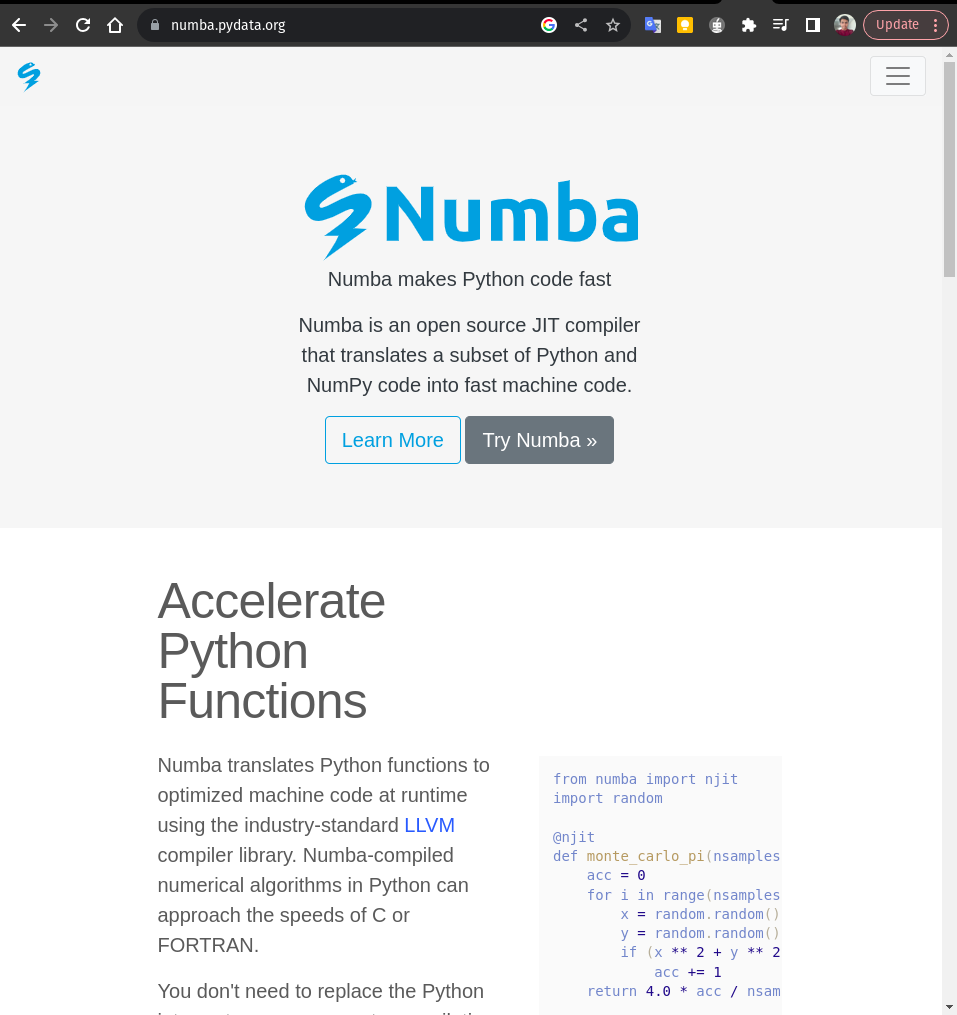 numba.pydata.org
Update
Numba
Numba makes Python code fast
Numba is an open source JIT compiler
that translates a subset of Python and
NumPy code into fast machine code.
Learn More
Try Numba »
Accelerate
Python
Functions
Numba translates Python functions to
optimized machine code at runtime
using the industry-standard LLVM
compiler library. Numba-compiled
numerical algorithms in Python can
approach the speeds of C or
FORTRAN.
You don't need to replace the Python
from numba import njit
import random
@njit
def monte_carlo_pi(nsamples
    acc = 0
    for i in range(nsamples
        x = random.random()
        y = random.random()
        if (x ** 2 + y ** 2
            acc += 1
    return 4.0 * acc / nsam